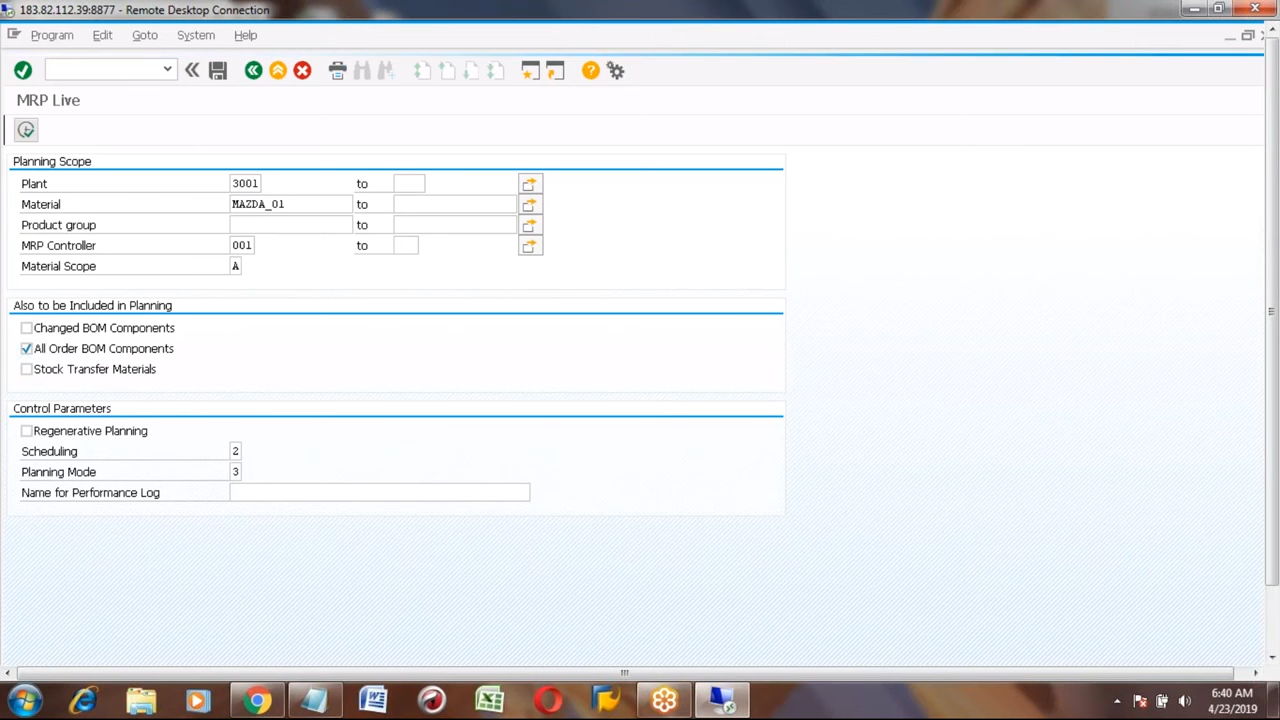 183.82.112.39:8877 - Remote Desktop Connection
Program Edit Goto System Help
MRP Live
Planning Scope
Plant 3001 to
Material MAZDA_01 to
Product group to
MRP Controller 001 to
Material Scope A
Also to be Included in Planning
Changed BOM Components
All Order BOM Components
Stock Transfer Materials
Control Parameters
Regenerative Planning
Scheduling 2
Planning Mode 3
Name for Performance Log
6:40 AM
4/23/2019